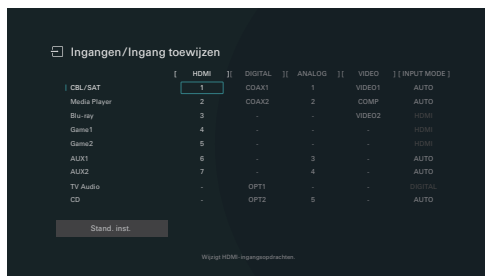 Ingangen/Ingang toewijzen
[ HDMI ][ DIGITAL ][ ANALOG ][ VIDEO ][ INPUT MODE ]
CBL/SAT 1 COAX1 1 VIDEO1 AUTO
Media Player 2 COAX2 2 COMP AUTO
Blu-ray 3 - - VIDEO2 HDMI
Game1 4 - - - HDMI
Game2 5 - - - HDMI
AUX1 6 - 3 - AUTO
AUX2 7 - 4 - AUTO
TV Audio - OPT1 - - DIGITAL
CD - OPT2 5 - AUTO
Stand. inst.
Wijzigt HDMI-ingangsopdrachten.